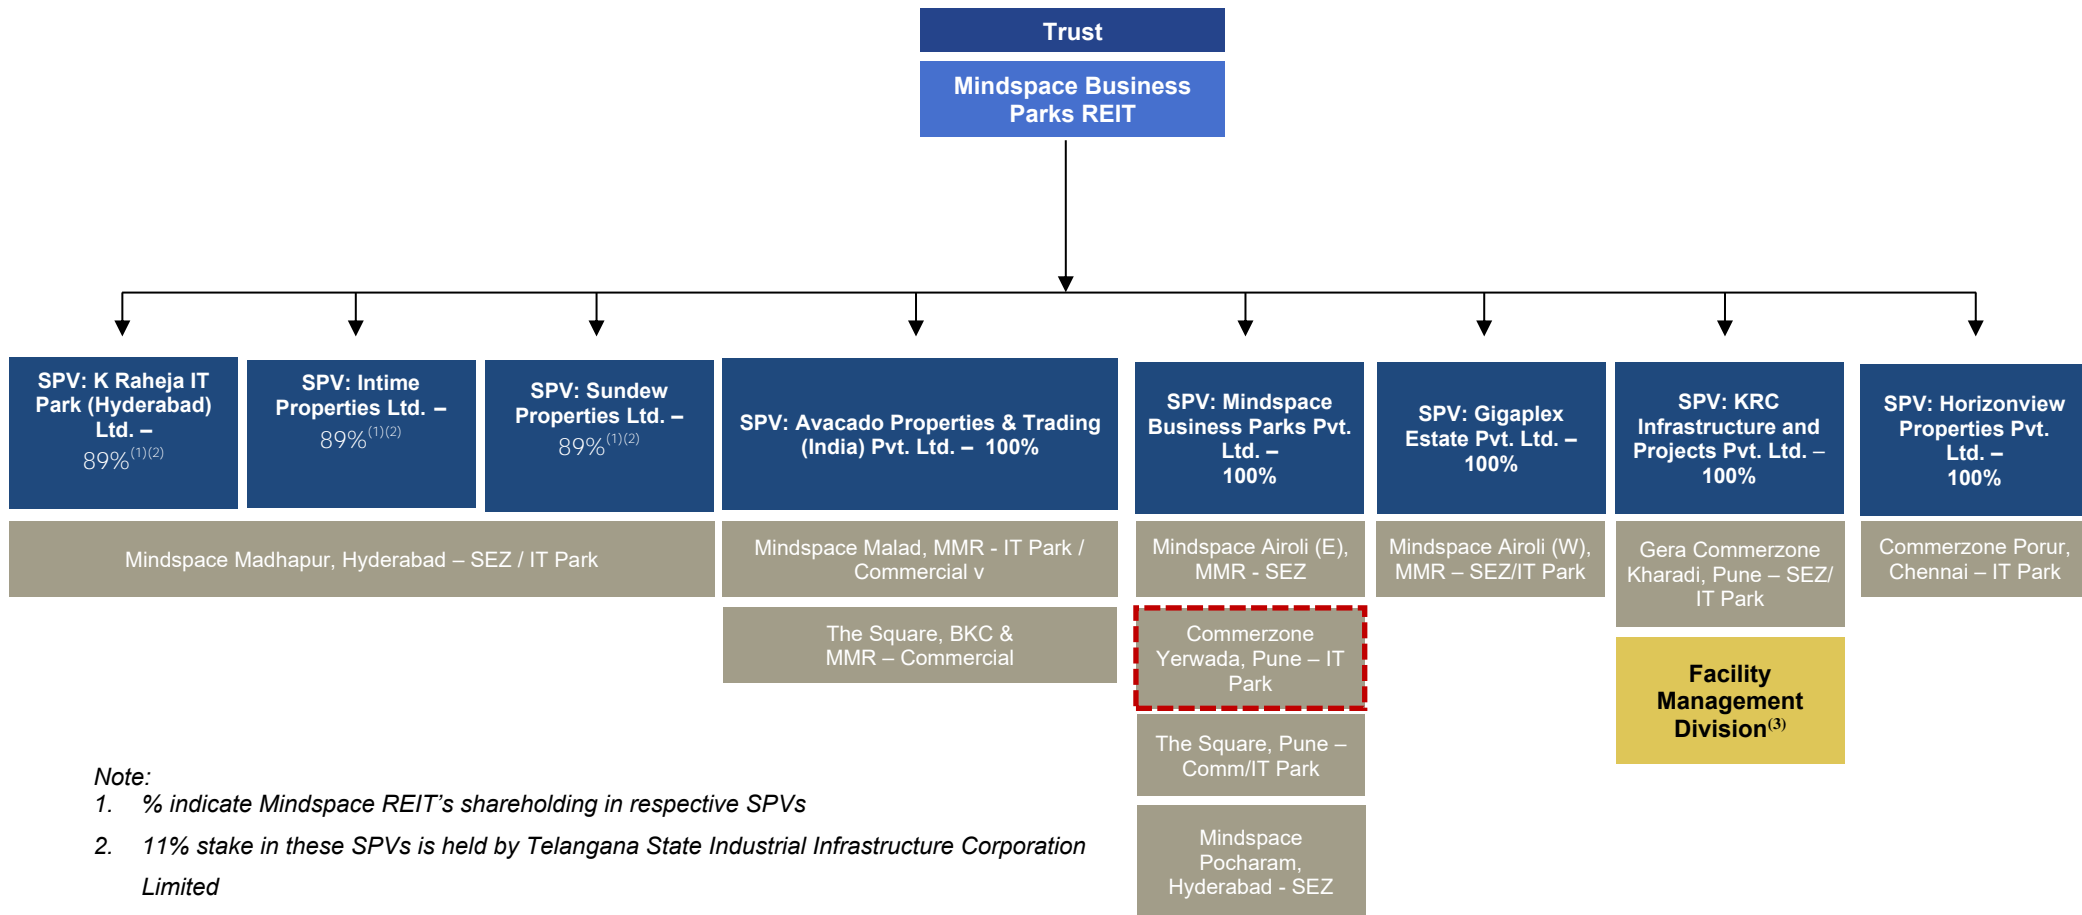 Trust
Mindspace Business
Parks REIT
SPV: K Raheja IT
Park (Hyderabad)
Ltd. –
89%(1)(2)
SPV: Intime
Properties Ltd. –
89%(1)(2)
SPV: Sundew
Properties Ltd. –
89%(1)(2)
SPV: Avacado Properties & Trading
(India) Pvt. Ltd. – 100%
SPV: Mindspace
Business Parks Pvt.
Ltd. –
100%
SPV: Gigaplex
Estate Pvt. Ltd. –
100%
SPV: KRC
Infrastructure and
Projects Pvt. Ltd. –
100%
SPV: Horizonview
Properties Pvt.
Ltd. –
100%
Mindspace Madhapur, Hyderabad – SEZ / IT Park
Mindspace Malad, MMR - IT Park /
Commercial v
The Square, BKC &
MMR – Commercial
Mindspace Airoli (E),
MMR - SEZ
Commerzone
Yerwada, Pune – IT
Park
The Square, Pune –
Comm/IT Park
Mindspace
Pocharam,
Hyderabad - SEZ
Mindspace Airoli (W),
MMR – SEZ/IT Park
Gera Commerzone
Kharadi, Pune – SEZ/
IT Park
Facility
Management
Division(3)
Commerzone Porur,
Chennai – IT Park
Note:
1. % indicate Mindspace REIT’s shareholding in respective SPVs
2. 11% stake in these SPVs is held by Telangana State Industrial Infrastructure Corporation
Limited